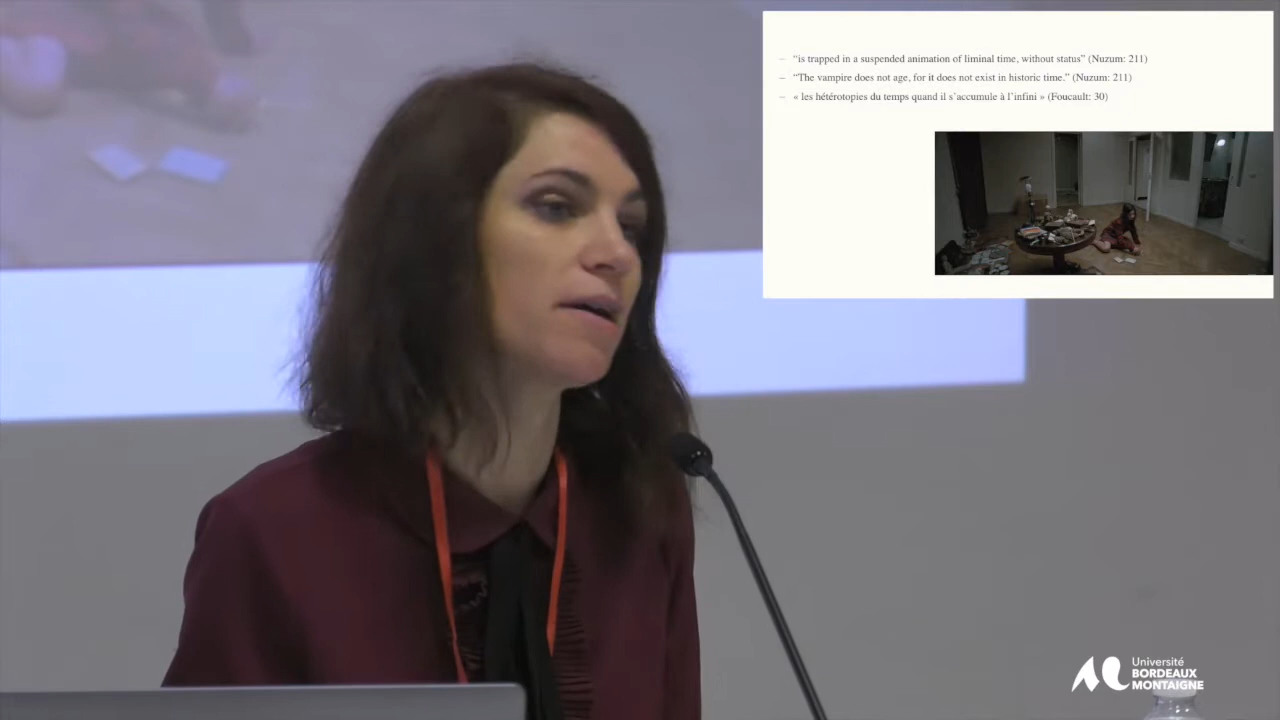 – “is trapped in a suspended animation of liminal time, without status” (Nuzum: 211)
– “The vampire does not age, for it does not exist in historic time.” (Nuzum: 211)
– « les hétérotopies du temps quand il s’accumule à l’infini » (Foucault: 30)
Université
BORDEAUX
MONTAIGNE